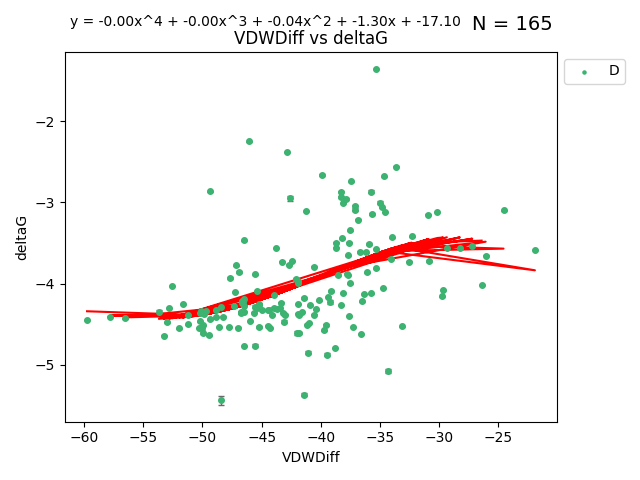 y = -0.00x^4 + -0.00x^3 + -0.04x^2 + -1.30x + -17.10 N = 165
VDWDiff vs deltaG
D
−2
−3
−4
−5
deltaG
−60 −55 −50 −45 −40 −35 −30 −25
VDWDiff